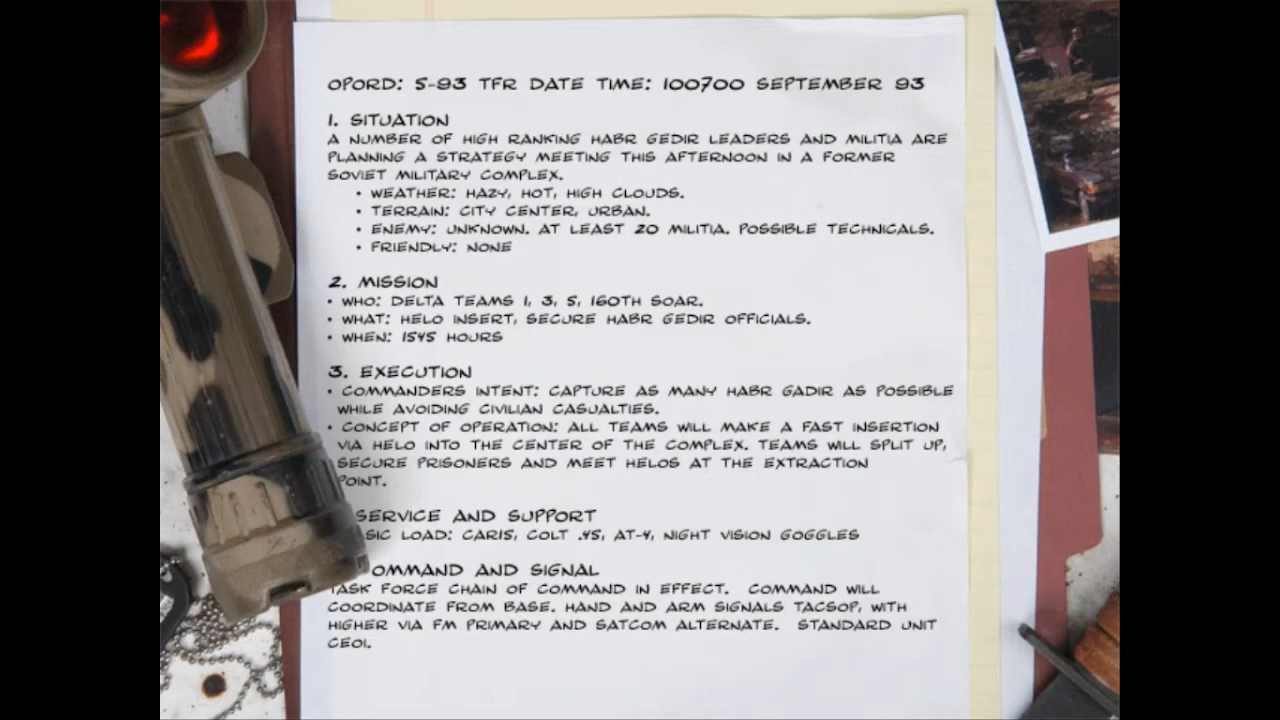 OPORD: 5-93 TFR DATE TIME: 100700 SEPTEMBER 93
1. SITUATION
A NUMBER OF HIGH RANKING HABR GEDIR LEADERS AND MILITIA ARE
PLANNING A STRATEGY MEETING THIS AFTERNOON IN A FORMER
SOVIET MILITARY COMPLEX.
• WEATHER: HAZY, HOT, HIGH CLOUDS.
• TERRAIN: CITY CENTER, URBAN.
• ENEMY: UNKNOWN. AT LEAST 20 MILITIA. POSSIBLE TECHNICALS.
• FRIENDLY: NONE
2. MISSION
• WHO: DELTA TEAMS 1, 3, 5, 160TH SOAR.
• WHAT: HELO INSERT, SECURE HABR GEDIR OFFICIALS.
• WHEN: 1545 HOURS
3. EXECUTION
• COMMANDERS INTENT: CAPTURE AS MANY HABR GADIR AS POSSIBLE
WHILE AVOIDING CIVILIAN CASUALTIES.
• CONCEPT OF OPERATION: ALL TEAMS WILL MAKE A FAST INSERTION
VIA HELO INTO THE CENTER OF THE COMPLEX. TEAMS WILL SPLIT UP,
SECURE PRISONERS AND MEET HELOS AT THE EXTRACTION
POINT.
SERVICE AND SUPPORT
SIC LOAD: CAR15, COLT .45, AT-4, NIGHT VISION GOGGLES
OMMAND AND SIGNAL
TASK FORCE CHAIN OF COMMAND IN EFFECT. COMMAND WILL
COORDINATE FROM BASE. HAND AND ARM SIGNALS TACSOP, WITH
HIGHER VIA FM PRIMARY AND SATCOM ALTERNATE. STANDARD UNIT
CEOI.